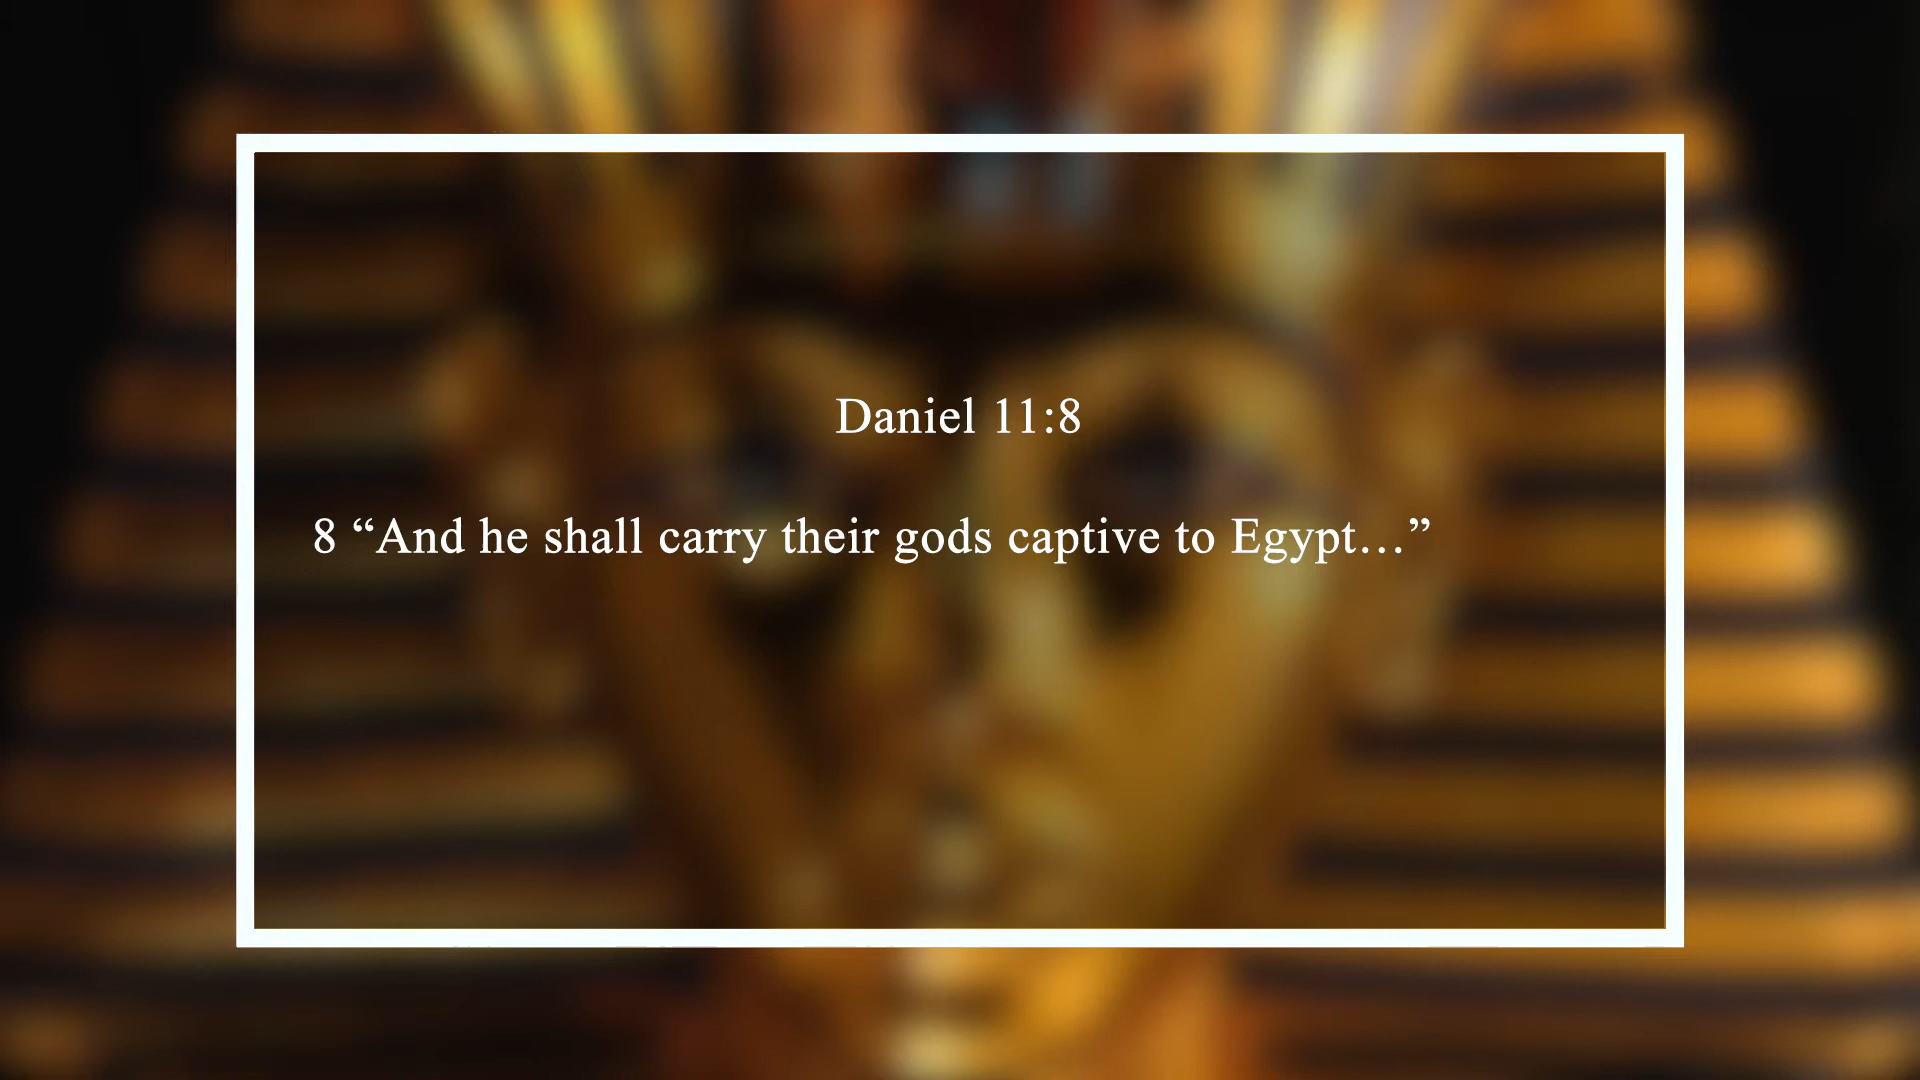 Daniel 11:8
8 “And he shall carry their gods captive to Egypt…”